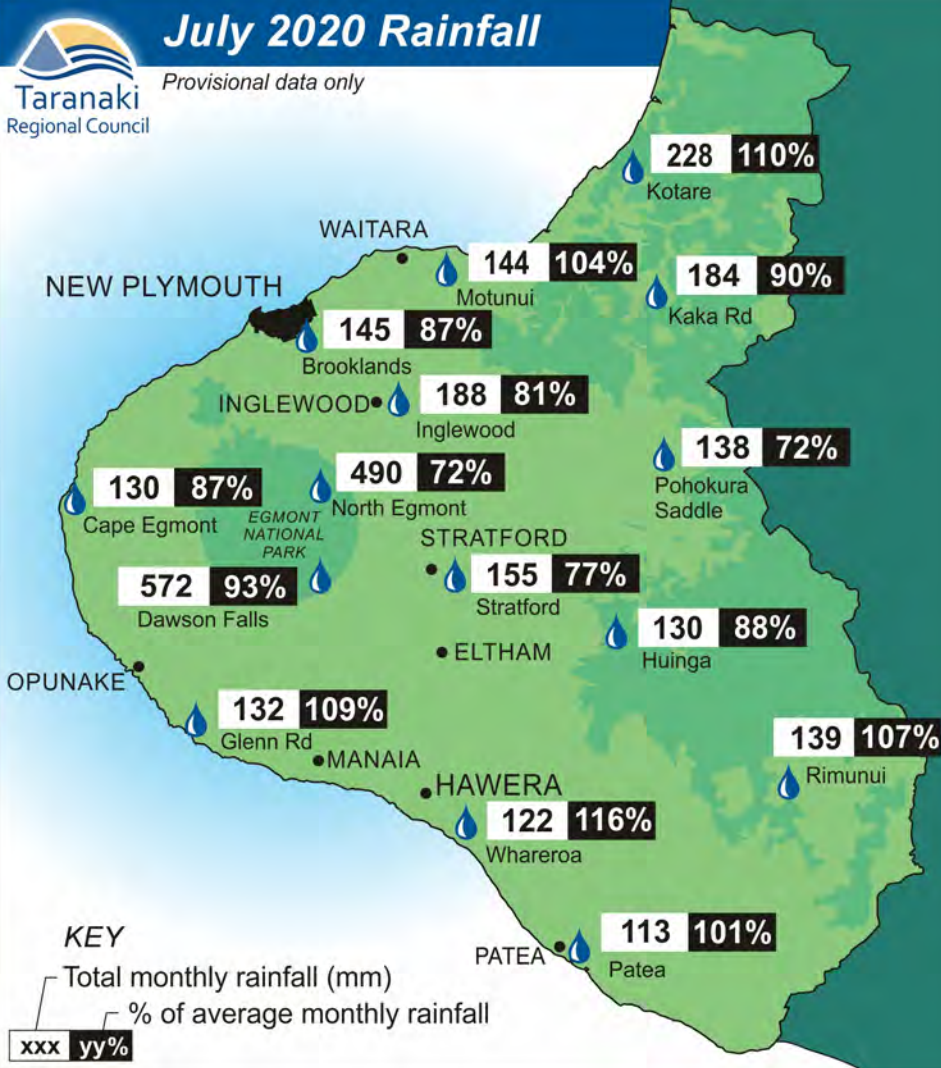 July 2020 Rainfall
Provisional data only
Taranaki
Regional Council
228 110%
Kotare
WAITARA
144 104%
Motunui
184 90%
Kaka Rd
NEW PLYMOUTH
145 87%
Brooklands
INGLEWOOD
188 81%
Inglewood
138 72%
Pohokura
Saddle
130 87%
Cape Egmont
490 72%
North Egmont
EGMONT
NATIONAL
PARK
STRATFORD
155 77%
Stratford
572 93%
Dawson Falls
130 88%
Huinga
ELTHAM
OPUNAKE
132 109%
Glenn Rd
MANAIA
139 107%
Rimunui
HAWERA
122 116%
Whareroa
113 101%
PATEA
Patea
KEY
Total monthly rainfall (mm)
% of average monthly rainfall
xxx yy%